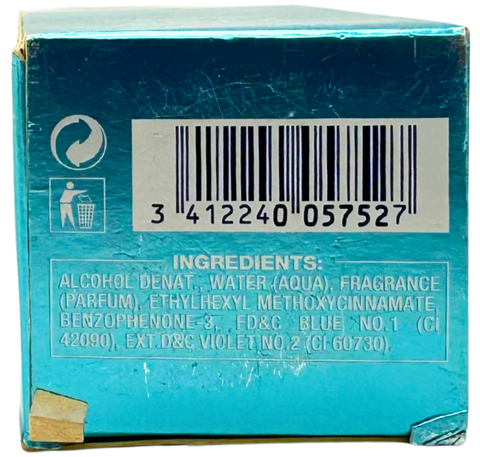 3 412240 057527
INGREDIENTS:
ALCOHOL DENAT., WATER (AQUA), FRAGRANCE
(PARFUM), ETHYLHEXYL METHOXYCINNAMATE,
BENZOPHENONE-3, FD&C BLUE NO.1 (CI
42090), EXT.D&C VIOLET NO.2 (CI 60730).